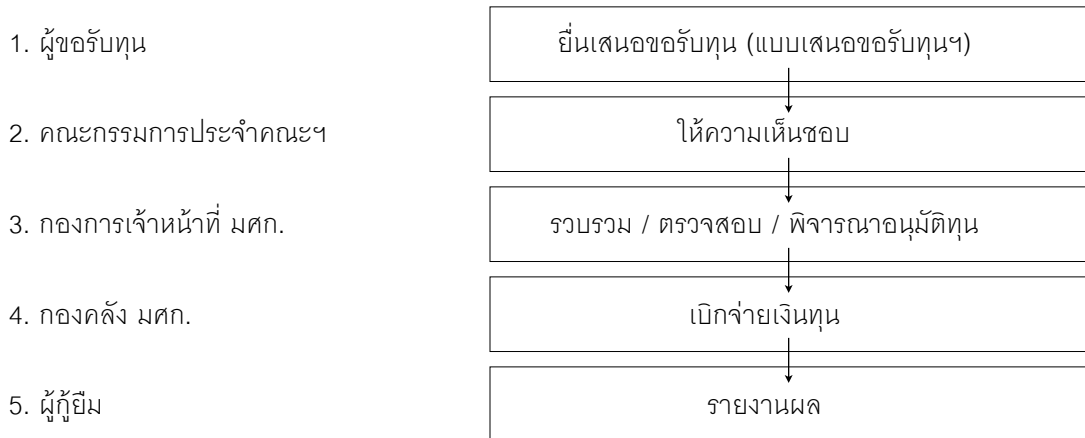 1. ผู้ขอรับทุน ยื่นเสนอขอรับทุน (แบบเสนอขอรับทุนฯ)
2. คณะกรรมการประจำคณะฯ ให้ความเห็นชอบ
3. กองการเจ้าหน้าที่ มศก. รวบรวม / ตรวจสอบ / พิจารณาอนุมัติทุน
4. กองคลัง มศก. เบิกจ่ายเงินทุน
5. ผู้กู้ยืม รายงานผล